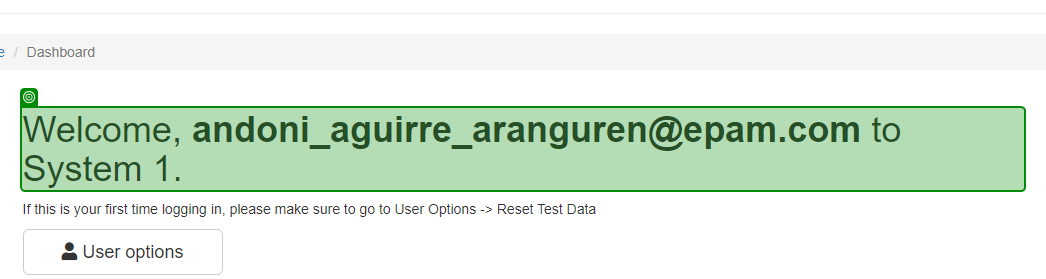 / Dashboard
Welcome, andoni_aguirre_aranguren@epam.com to
System 1.
If this is your first time logging in, please make sure to go to User Options -> Reset Test Data
User options